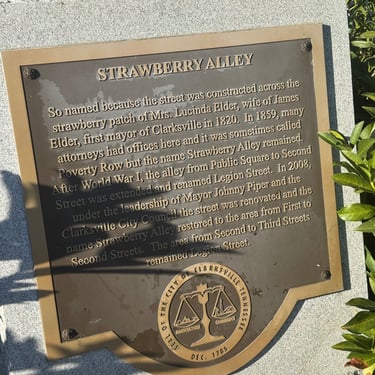 STRAWBERRY ALLEY
So named because the street was constructed across the
strawberry patch of Mrs. Lucinda Elder, wife of James
Elder, first mayor of Clarksville in 1820. In 1859, many
attorneys had offices here and it was sometimes called
Poverty Row but the name Strawberry Alley remained.
After World War I, the alley from Public Square to Second
Street was extended and renamed Legion Street. In 2008,
under the leadership of Mayor Johnny Piper and the
Clarksville City Council the street was renovated and the
name Strawberry Alley restored to the area from First to
Second Streets. The area from Second to Third Streets
remained Legion Street.
SEAL OF THE CITY OF CLARKSVILLE TENNESSEE
AGRICULTURE COMMERCE
DEC. 1785